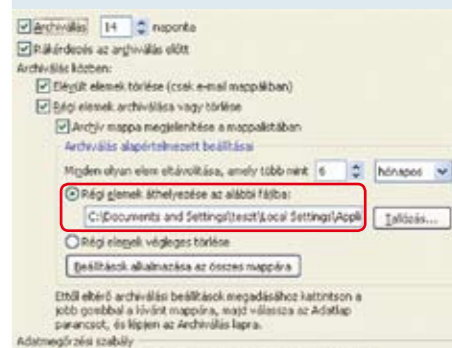 Archiválás 14 naponta
Rákérdezés az archiválás előtt
Archiválás közben:
Elévült elemek törlése (csak e-mail mappákban)
Régi elemek archiválása vagy törlése
Archív mappa megjelenítése a mappalistában
Archiválás alapértelmezett beállításai
Minden olyan elem eltávolítása, amely több mint 6 hónapos
Régi elemek áthelyezése az alábbi fájlba:
C:\Documents and Settings\teszt\Local Settings\Appli Tallózás...
Régi elemek végleges törlése
Beállítások alkalmazása az összes mappára
Ettől eltérő archiválási beállítások megadásához kattintson a
jobb gombbal a kívánt mappára, majd válassza az Adatlap
parancsot, és lépjen az Archiválás lapra.
Adatmegőrzési szabály